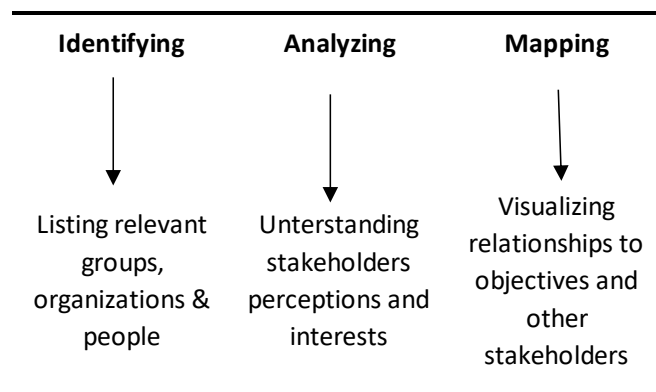 Identifying
Analyzing
Mapping
Listing relevant
groups,
organizations &
people
Unterstanding
stakeholders
perceptions and
interests
Visualizing
relationships to
objectives and
other
stakeholders